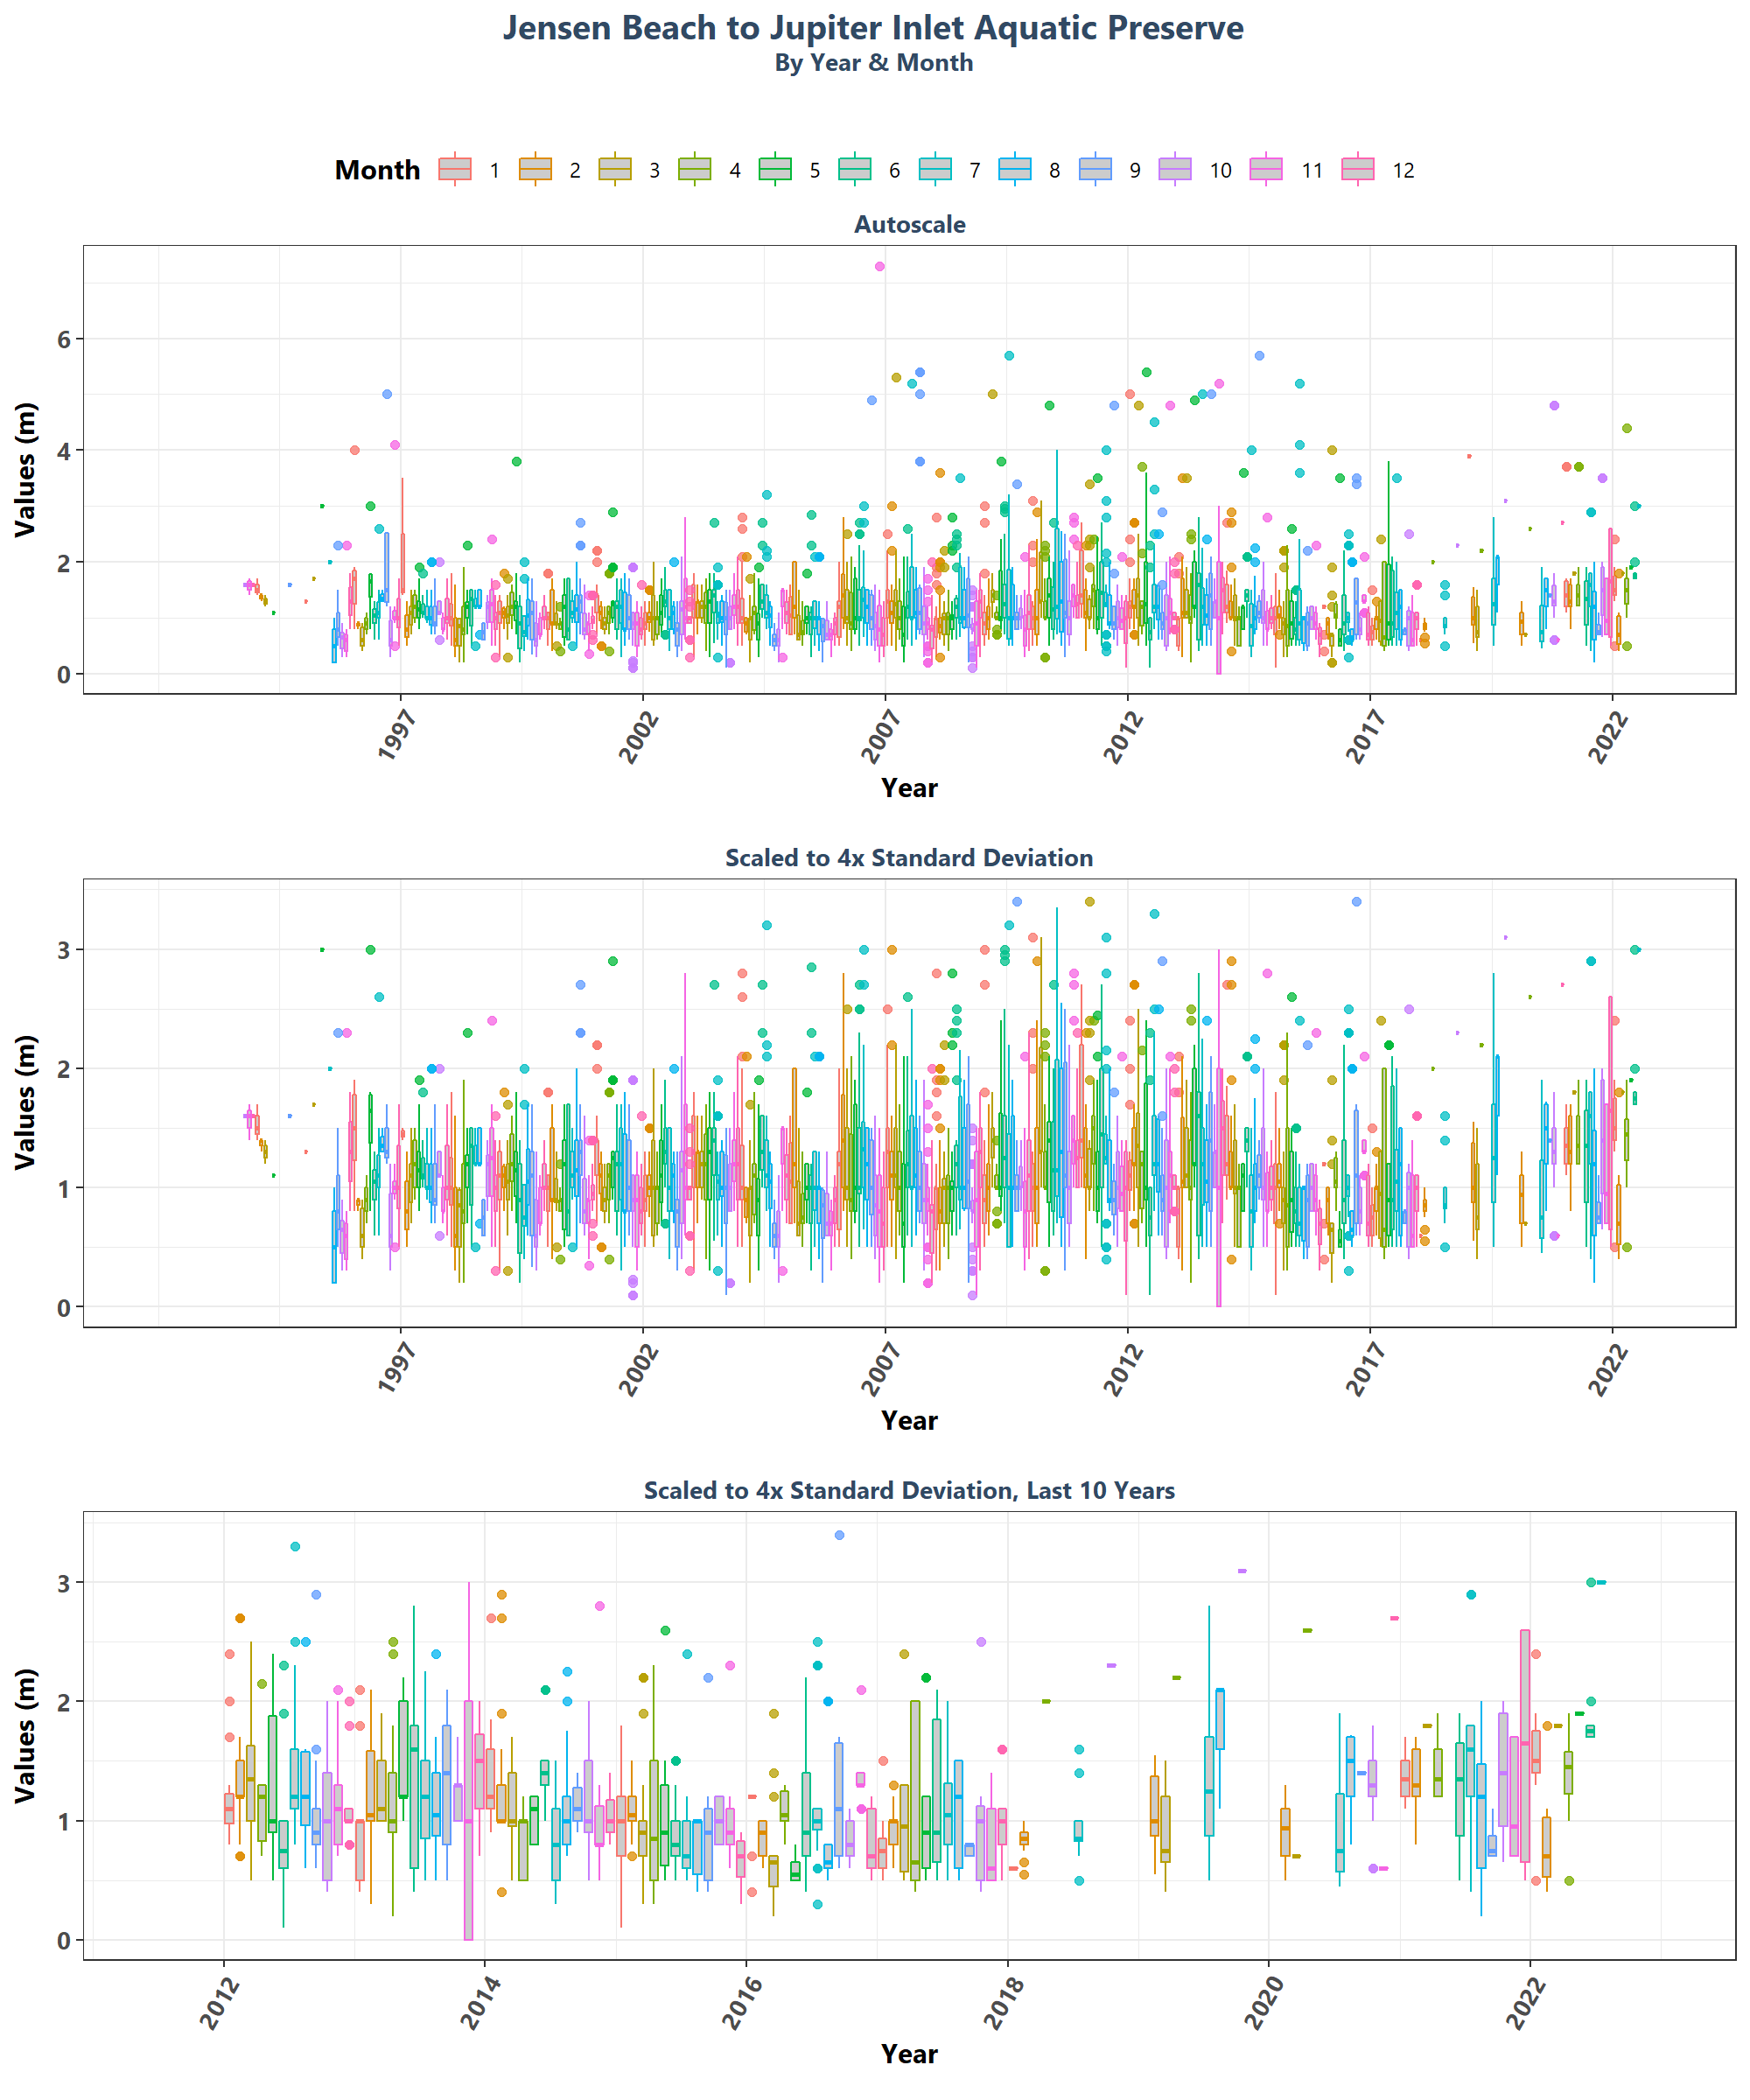 Jensen Beach to Jupiter Inlet Aquatic Preserve
By Year & Month
Month 1 2 3 4 5 6 7 8 9 10 11 12
Autoscale
Values (m)
6
4
2
0
1997 2002 2007 2012 2017 2022
Year
Scaled to 4x Standard Deviation
Values (m)
3
2
1
0
1997 2002 2007 2012 2017 2022
Year
Scaled to 4x Standard Deviation, Last 10 Years
Values (m)
3
2
1
0
2012 2014 2016 2018 2020 2022
Year